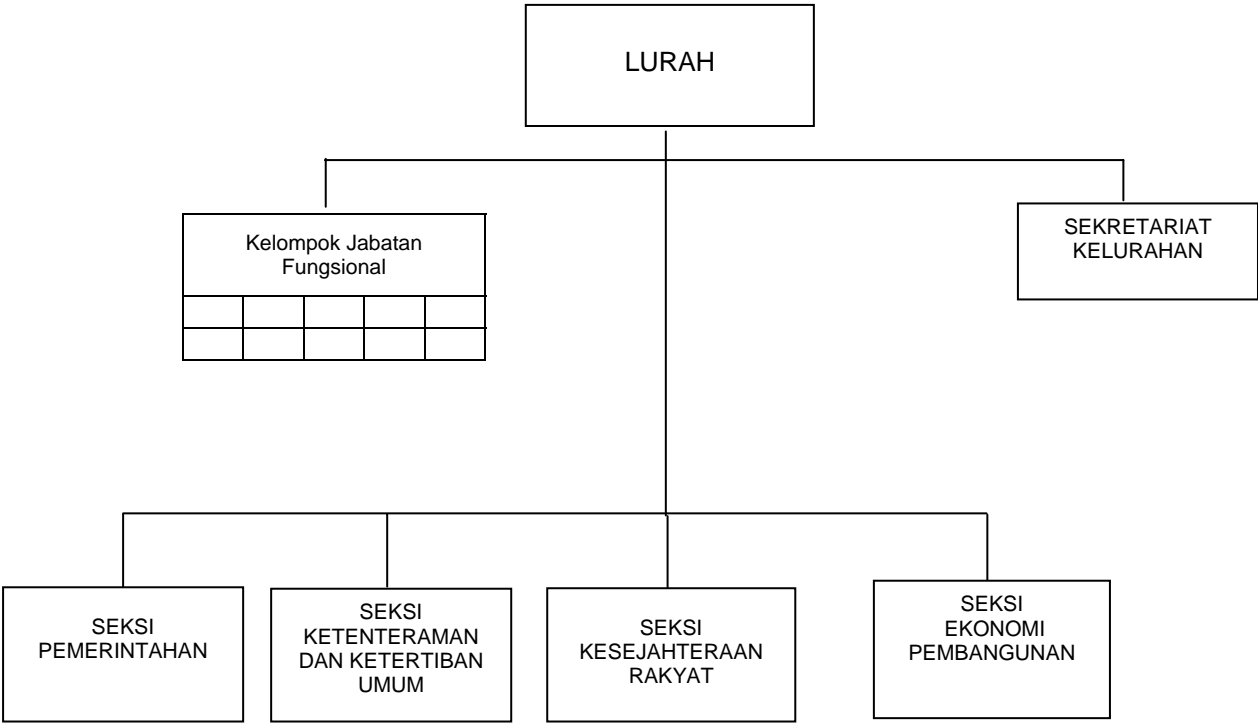 LURAH
Kelompok Jabatan
Fungsional
SEKRETARIAT
KELURAHAN
SEKSI
PEMERINTAHAN
SEKSI
KETENTERAMAN
DAN KETERTIBAN
UMUM
SEKSI
KESEJAHTERAAN
RAKYAT
SEKSI
EKONOMI
PEMBANGUNAN